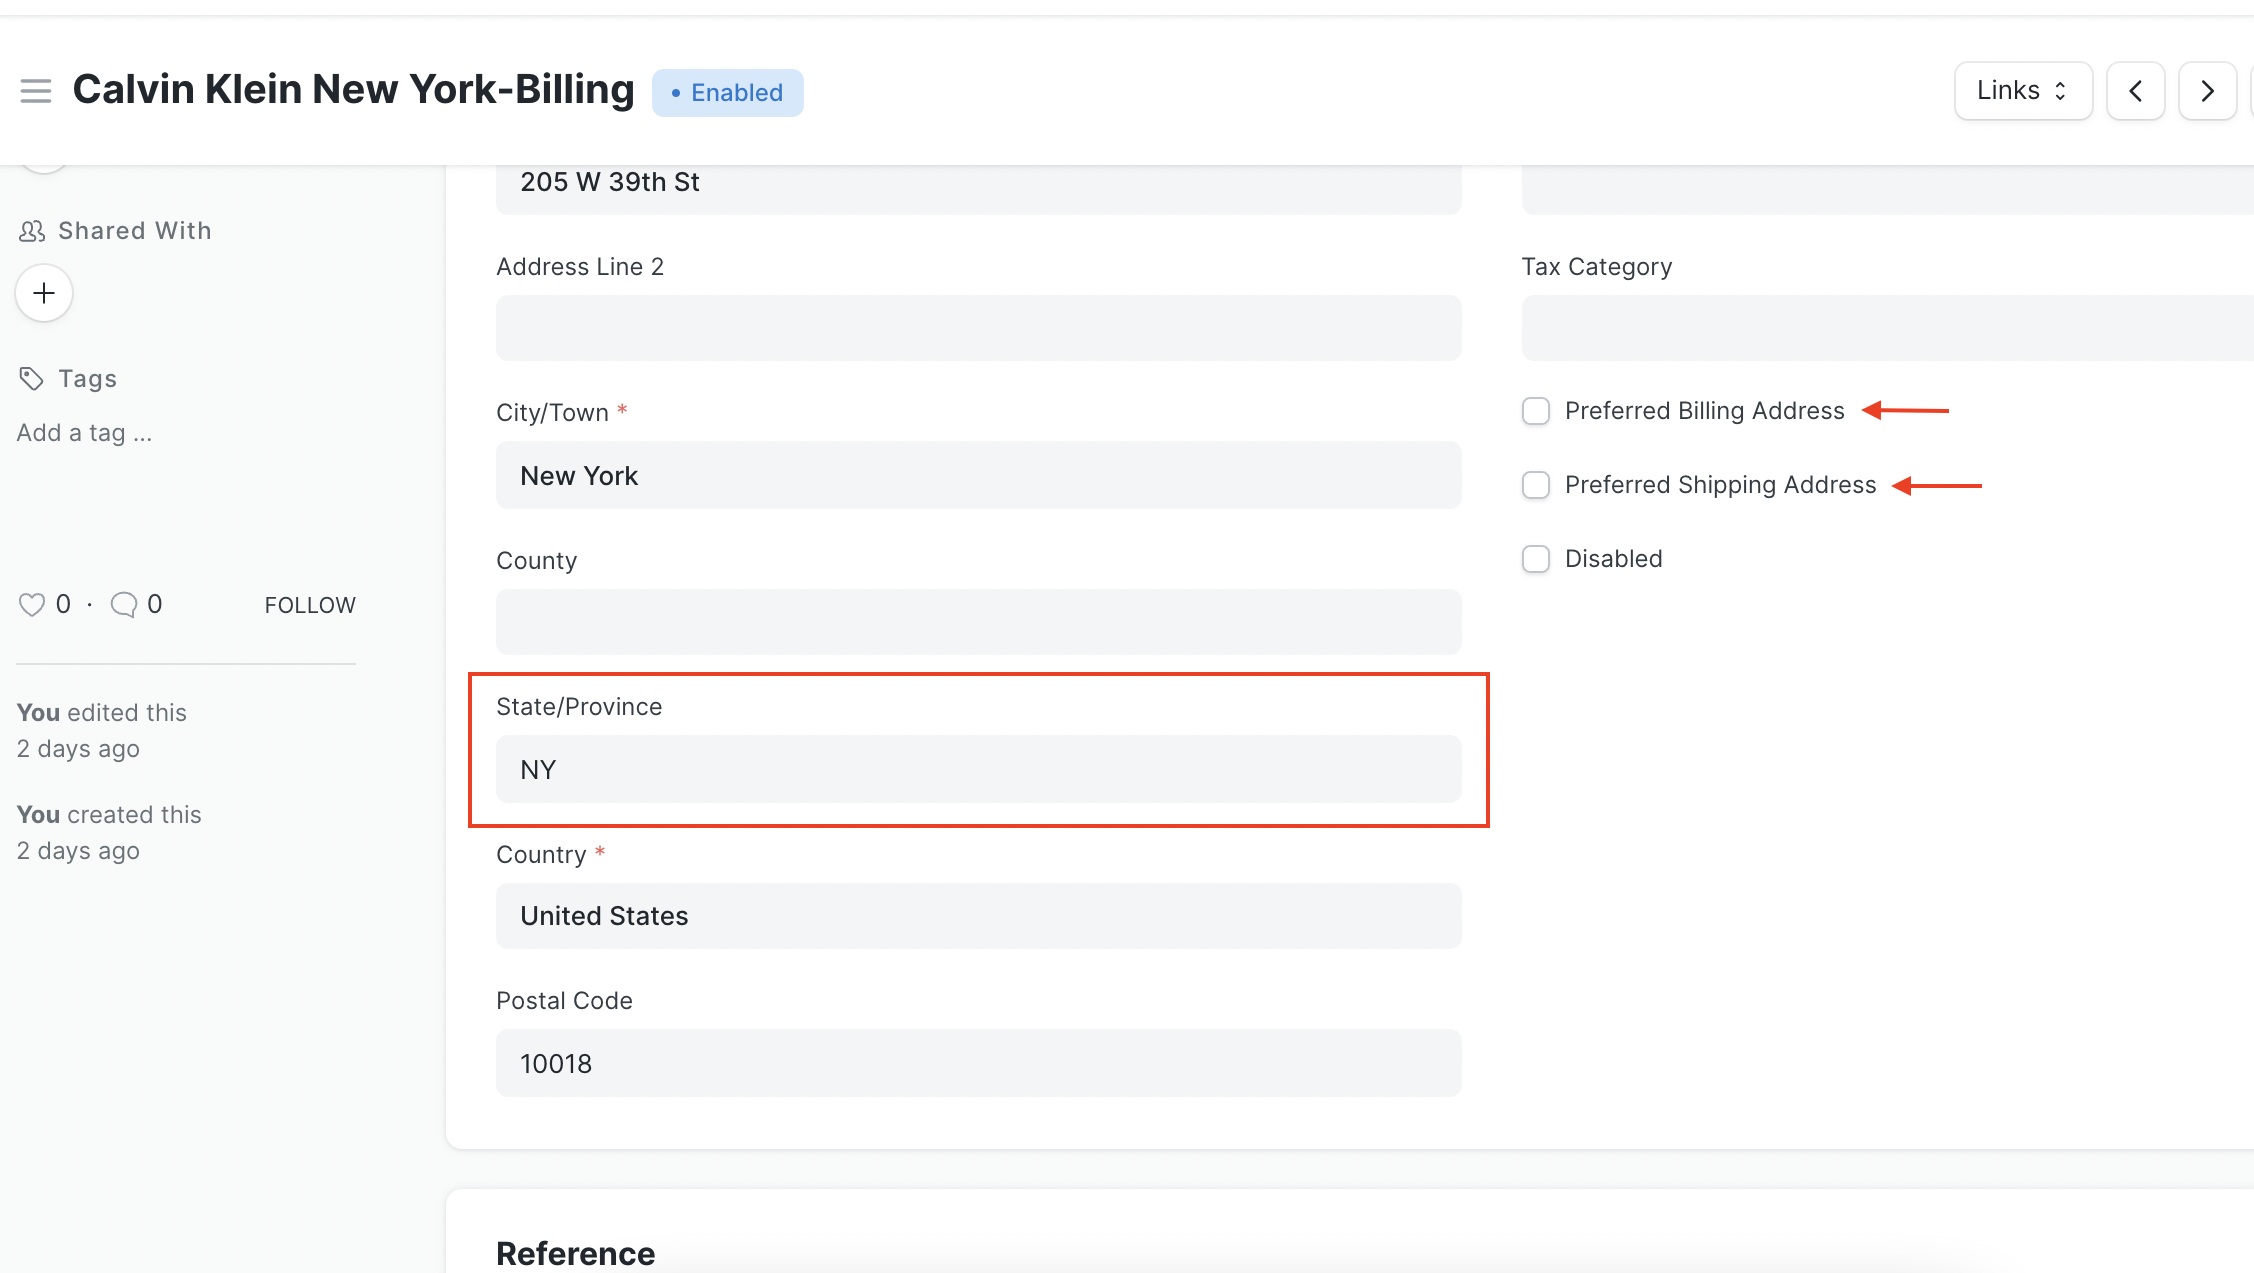 Calvin Klein New York-Billing
• Enabled
Links
Shared With
Tags
Add a tag ...
0 · 0
FOLLOW
You edited this
2 days ago
You created this
2 days ago
205 W 39th St
Address Line 2
City/Town *
New York
County
State/Province
NY
Country *
United States
Postal Code
10018
Tax Category
Preferred Billing Address
Preferred Shipping Address
Disabled
Reference